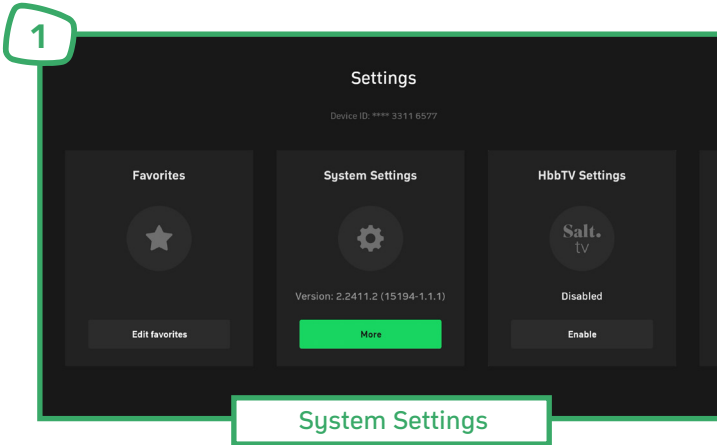 1
Settings
Device ID: **** 3311 6577
Favorites
Edit favorites
System Settings
Version: 2.2411.2 (15194-1.1.1)
More
HbbTV Settings
Salt.
tv
Disabled
Enable
System Settings